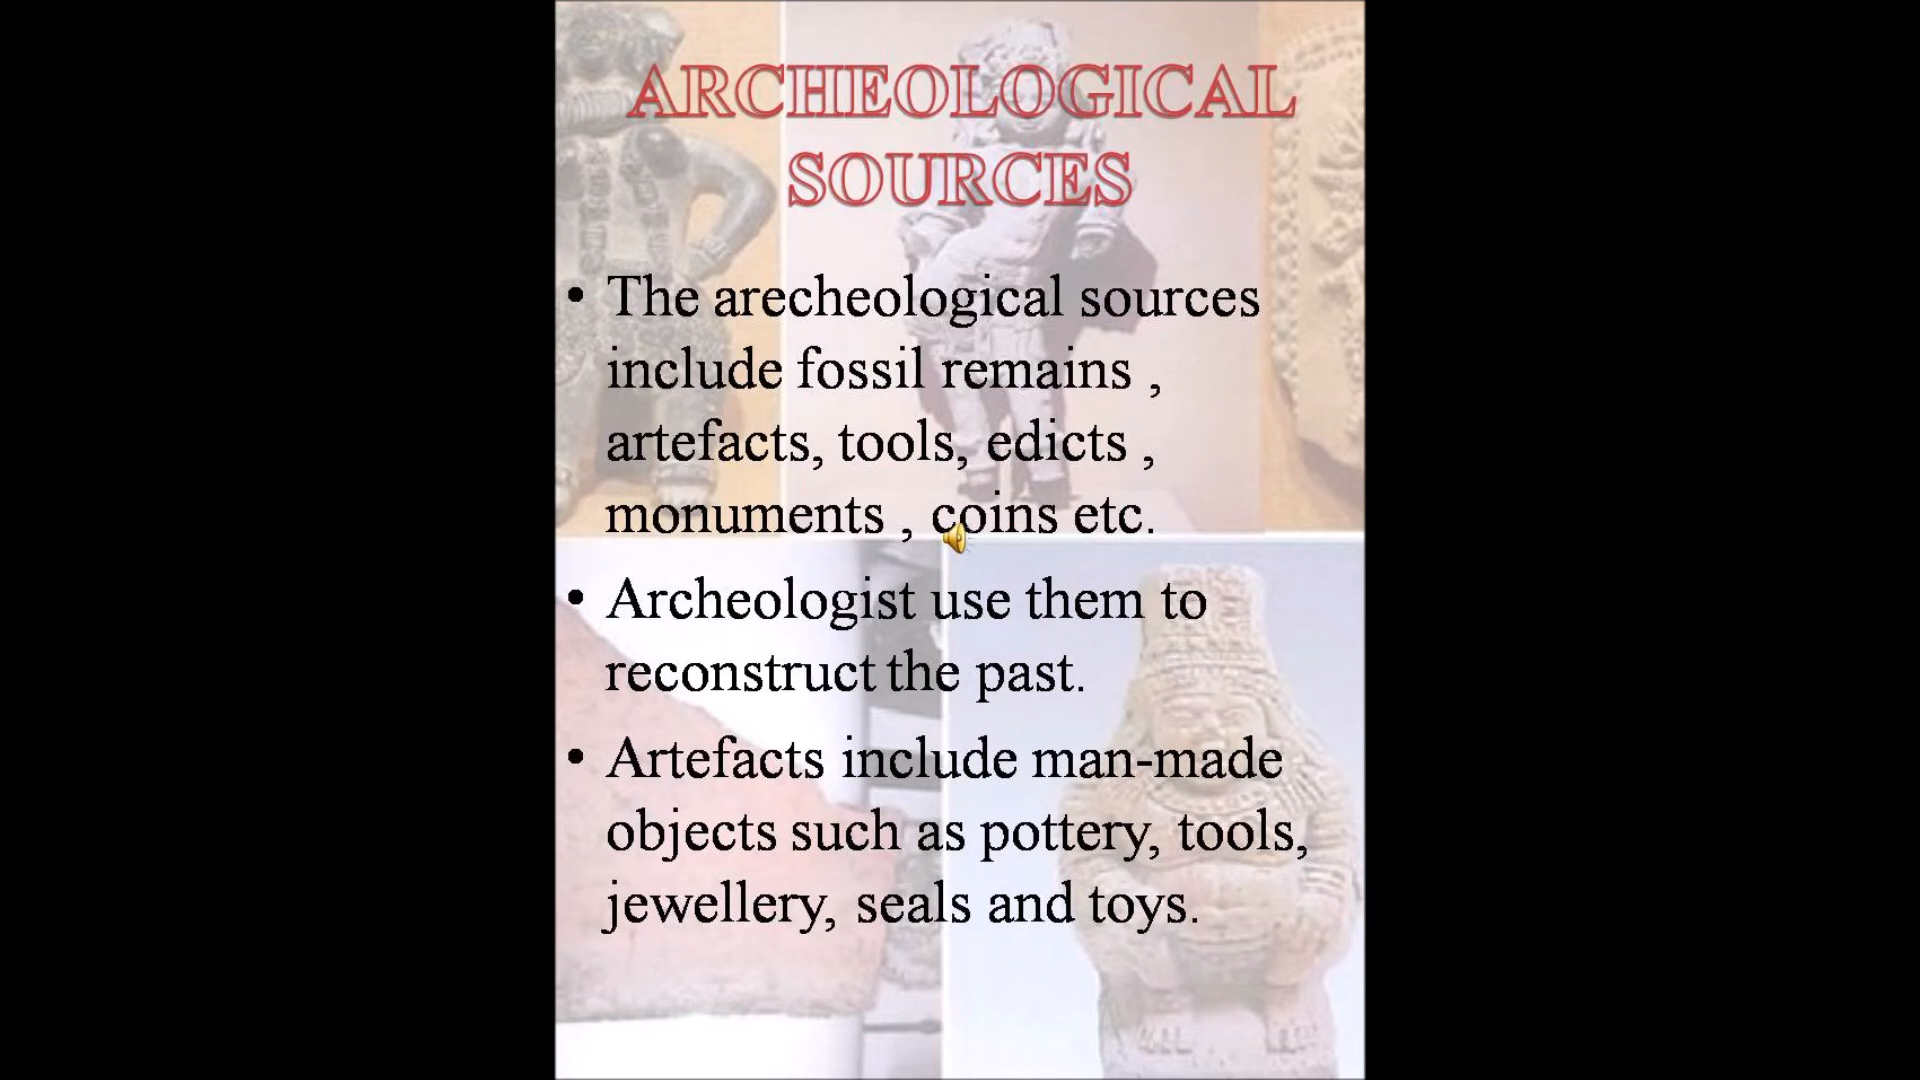 ARCHEOLOGICAL
SOURCES
• The arecheological sources
include fossil remains ,
artefacts, tools, edicts ,
monuments , coins etc.
• Archeologist use them to
reconstruct the past.
• Artefacts include man-made
objects such as pottery, tools,
jewellery, seals and toys.